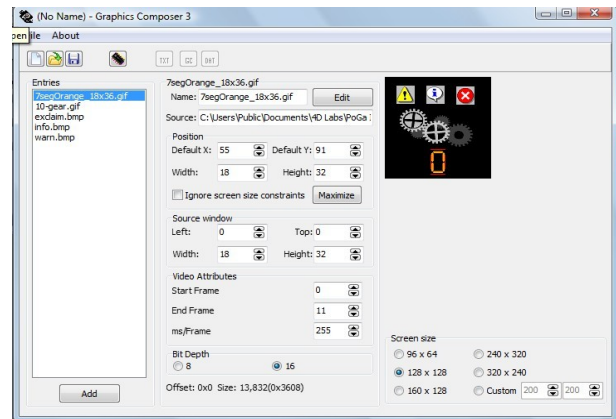 (No Name) - Graphics Composer 3
pen ile About
TXT GC DAT
Entries
7segOrange_18x36.gif
10-gear.gif
exclaim.bmp
info.bmp
warn.bmp
Add
7segOrange_18x36.gif
Name: 7segOrange_18x36.gif Edit
Source: C:\Users\Public\Documents\4D Labs\PoGa
Position
Default X: 55 Default Y: 91
Width: 18 Height: 32
Ignore screen size constraints Maximize
Source window
Left: 0 Top: 0
Width: 18 Height: 32
Video Attributes
Start Frame 0
End Frame 11
ms/Frame 255
Bit Depth
8 16
Offset: 0x0 Size: 13,832(0x3608)
0
Screen size
96 x 64 240 x 320
128 x 128 320 x 240
160 x 128 Custom 200 200